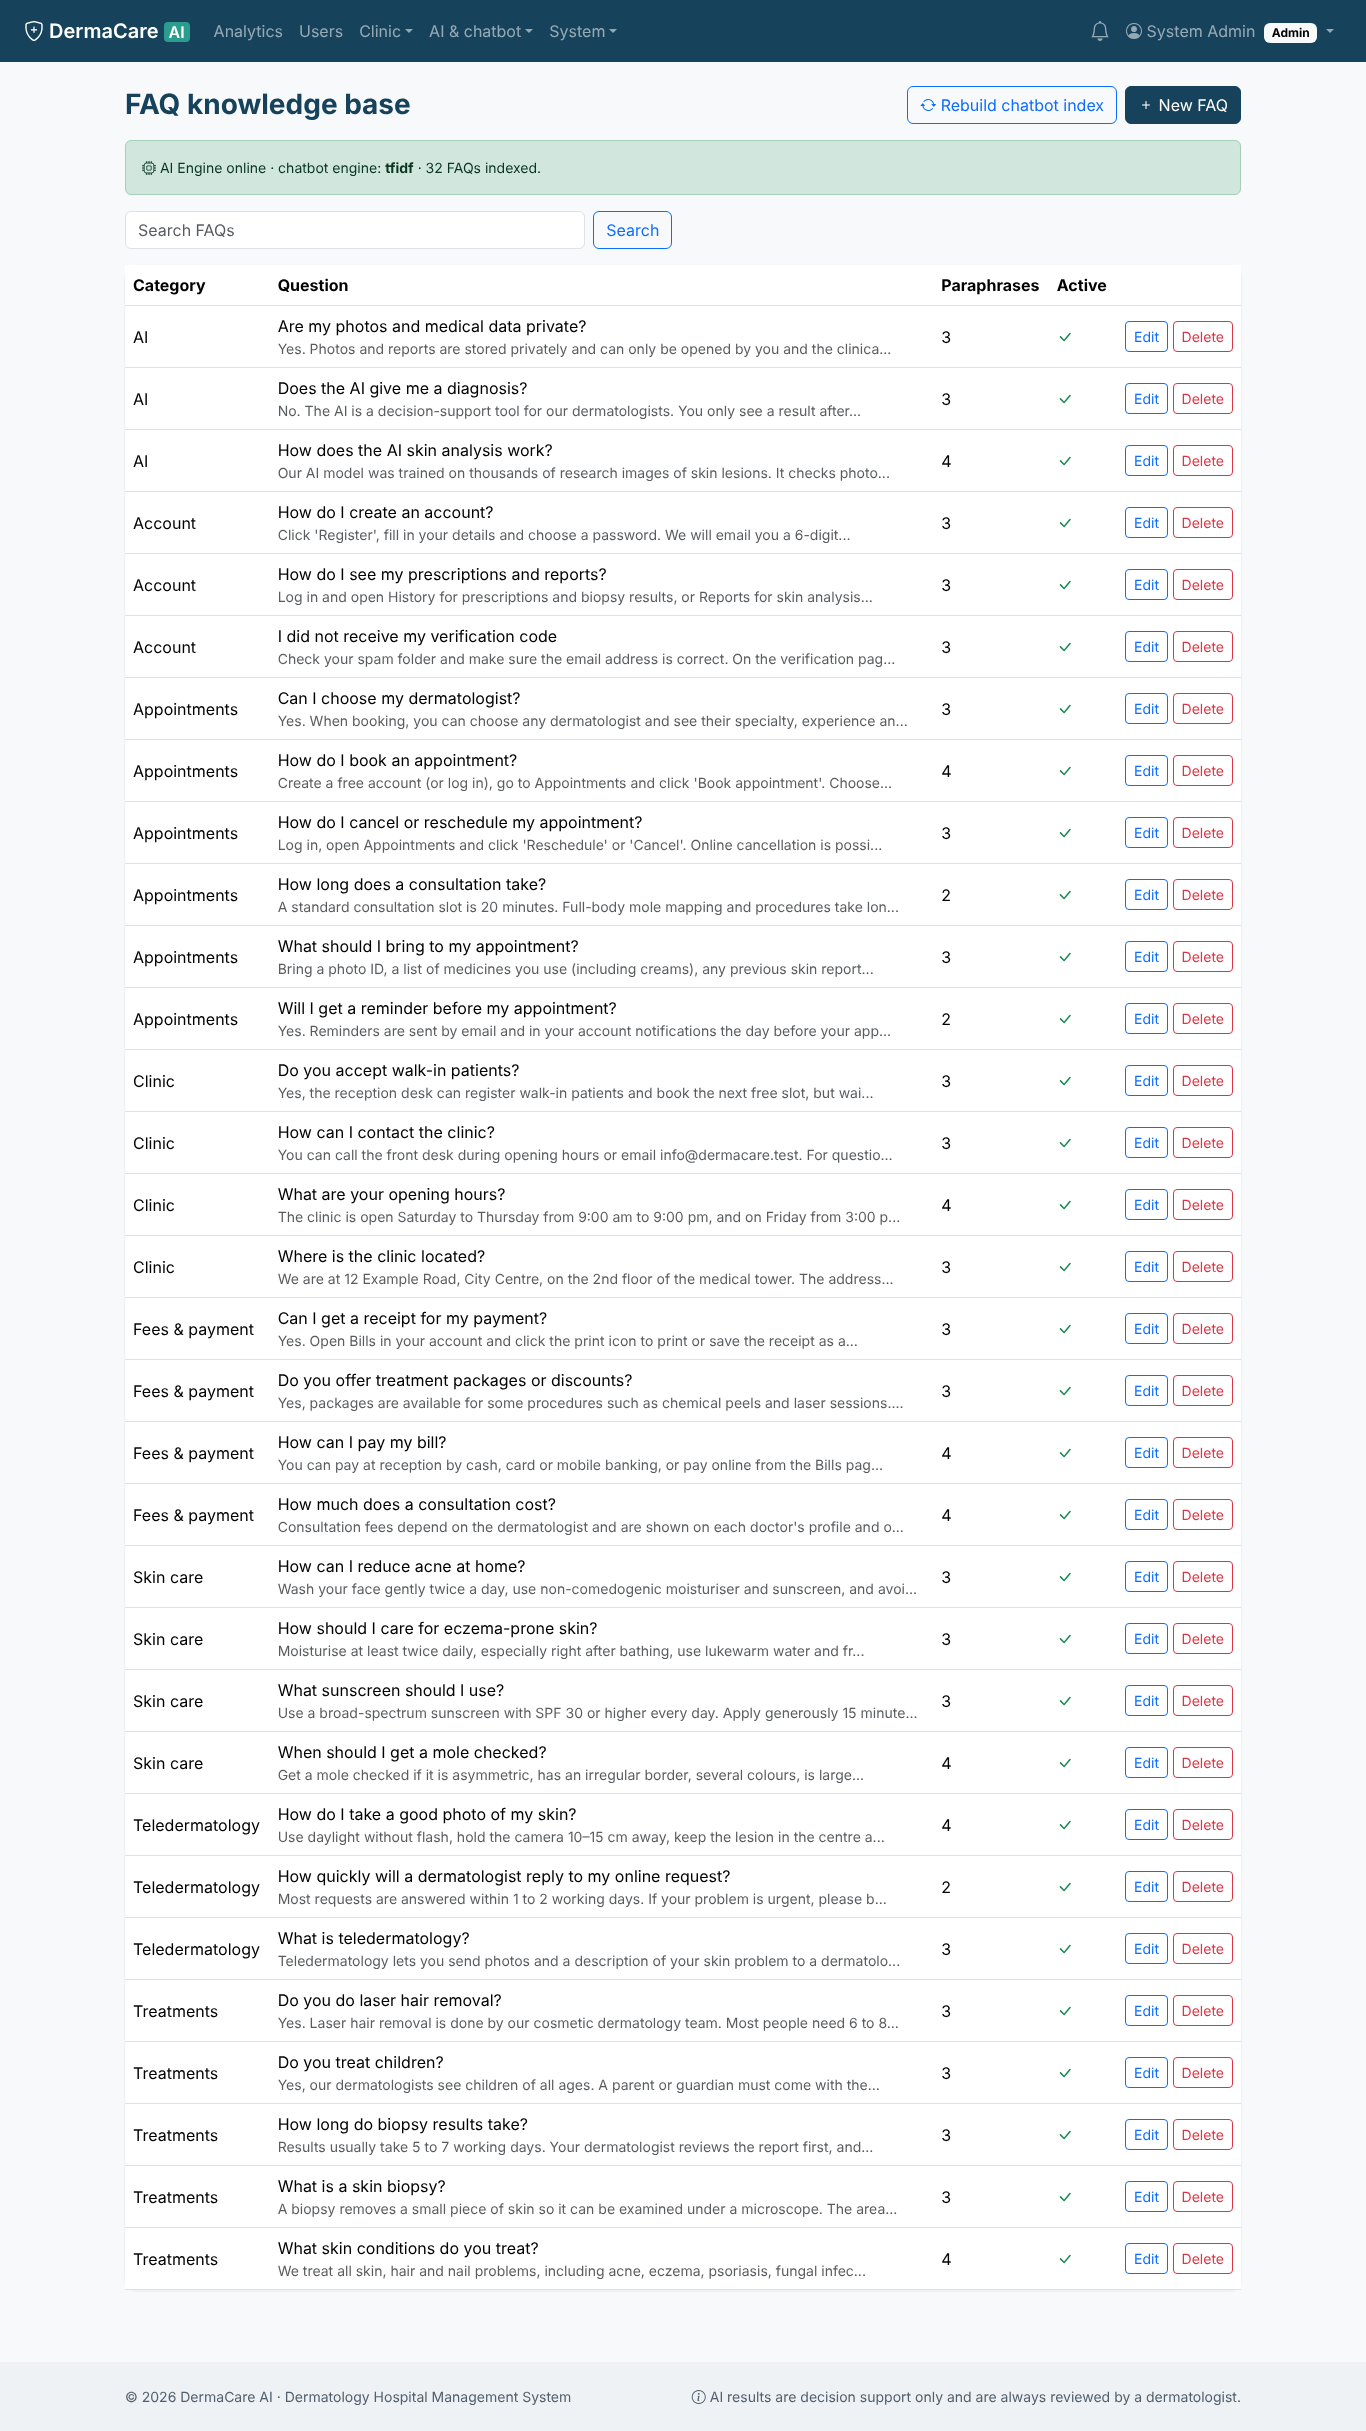 DermaCare AI Analytics Users Clinic AI & chatbot System System Admin Admin
FAQ knowledge base Rebuild chatbot index + New FAQ
AI Engine online · chatbot engine: tfidf · 32 FAQs indexed.
Search FAQs Search
Category Question Paraphrases Active
Are my photos and medical data private?
AI 3 Edit Delete
Yes. Photos and reports are stored privately and can only be opened by you and the clinica...
Does the AI give me a diagnosis?
AI 3 Edit Delete
No. The AI is a decision-support tool for our dermatologists. You only see a result after...
How does the AI skin analysis work?
AI 4 Edit Delete
Our AI model was trained on thousands of research images of skin lesions. It checks photo...
How do I create an account?
Account 3 Edit Delete
Click 'Register', fill in your details and choose a password. We will email you a 6-digit...
How do I see my prescriptions and reports?
Account 3 Edit Delete
Log in and open History for prescriptions and biopsy results, or Reports for skin analysis...
I did not receive my verification code
Account 3 Edit Delete
Check your spam folder and make sure the email address is correct. On the verification pag...
Can I choose my dermatologist?
Appointments 3 Edit Delete
Yes. When booking, you can choose any dermatologist and see their specialty, experience an...
How do I book an appointment?
Appointments 4 Edit Delete
Create a free account (or log in), go to Appointments and click 'Book appointment'. Choose...
How do I cancel or reschedule my appointment?
Appointments 3 Edit Delete
Log in, open Appointments and click 'Reschedule' or 'Cancel'. Online cancellation is possi...
How long does a consultation take?
Appointments 2 Edit Delete
A standard consultation slot is 20 minutes. Full-body mole mapping and procedures take lon...
What should I bring to my appointment?
Appointments 3 Edit Delete
Bring a photo ID, a list of medicines you use (including creams), any previous skin report...
Will I get a reminder before my appointment?
Appointments 2 Edit Delete
Yes. Reminders are sent by email and in your account notifications the day before your app...
Do you accept walk-in patients?
Clinic 3 Edit Delete
Yes, the reception desk can register walk-in patients and book the next free slot, but wai...
How can I contact the clinic?
Clinic 3 Edit Delete
You can call the front desk during opening hours or email info@dermacare.test. For questio...
What are your opening hours?
Clinic 4 Edit Delete
The clinic is open Saturday to Thursday from 9:00 am to 9:00 pm, and on Friday from 3:00 p...
Where is the clinic located?
Clinic 3 Edit Delete
We are at 12 Example Road, City Centre, on the 2nd floor of the medical tower. The address...
Can I get a receipt for my payment?
Fees & payment 3 Edit Delete
Yes. Open Bills in your account and click the print icon to print or save the receipt as a...
Do you offer treatment packages or discounts?
Fees & payment 3 Edit Delete
Yes, packages are available for some procedures such as chemical peels and laser sessions....
How can I pay my bill?
Fees & payment 4 Edit Delete
You can pay at reception by cash, card or mobile banking, or pay online from the Bills pag...
How much does a consultation cost?
Fees & payment 4 Edit Delete
Consultation fees depend on the dermatologist and are shown on each doctor's profile and o...
How can I reduce acne at home?
Skin care 3 Edit Delete
Wash your face gently twice a day, use non-comedogenic moisturiser and sunscreen, and avoi...
How should I care for eczema-prone skin?
Skin care 3 Edit Delete
Moisturise at least twice daily, especially right after bathing, use lukewarm water and fr...
What sunscreen should I use?
Skin care 3 Edit Delete
Use a broad-spectrum sunscreen with SPF 30 or higher every day. Apply generously 15 minute...
When should I get a mole checked?
Skin care 4 Edit Delete
Get a mole checked if it is asymmetric, has an irregular border, several colours, is large...
How do I take a good photo of my skin?
Teledermatology 4 Edit Delete
Use daylight without flash, hold the camera 10–15 cm away, keep the lesion in the centre a...
How quickly will a dermatologist reply to my online request?
Teledermatology 2 Edit Delete
Most requests are answered within 1 to 2 working days. If your problem is urgent, please b...
What is teledermatology?
Teledermatology 3 Edit Delete
Teledermatology lets you send photos and a description of your skin problem to a dermatolo...
Do you do laser hair removal?
Treatments 3 Edit Delete
Yes. Laser hair removal is done by our cosmetic dermatology team. Most people need 6 to 8...
Do you treat children?
Treatments 3 Edit Delete
Yes, our dermatologists see children of all ages. A parent or guardian must come with the...
How long do biopsy results take?
Treatments 3 Edit Delete
Results usually take 5 to 7 working days. Your dermatologist reviews the report first, and...
What is a skin biopsy?
Treatments 3 Edit Delete
A biopsy removes a small piece of skin so it can be examined under a microscope. The area...
What skin conditions do you treat?
Treatments 4 Edit Delete
We treat all skin, hair and nail problems, including acne, eczema, psoriasis, fungal infec...
© 2026 DermaCare AI · Dermatology Hospital Management System AI results are decision support only and are always reviewed by a dermatologist.